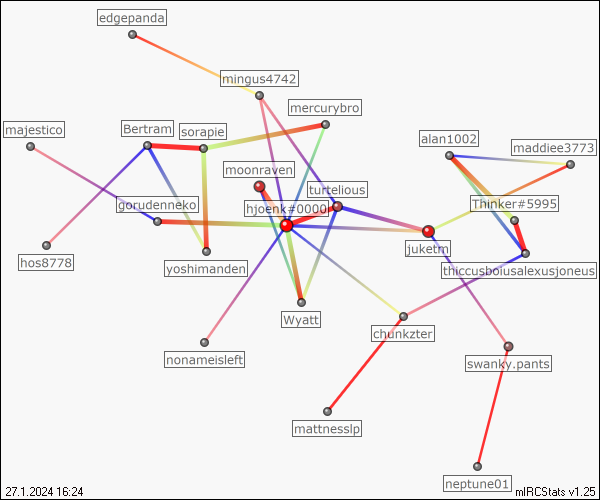 edgepanda
mingus4742
mercurybro
majestico
Bertram
sorapie
alan1002
maddiee3773
moonraven
turtelious
gorudenneko
hjoenk#0000
Thinker#5995
juketm
hos8778
yoshimanden
thiccusboiusalexusjoneus
Wyatt
chunkzter
nonameisleft
swanky.pants
mattnesslp
neptune01
27.1.2024 16:24
mIRCStats v1.25